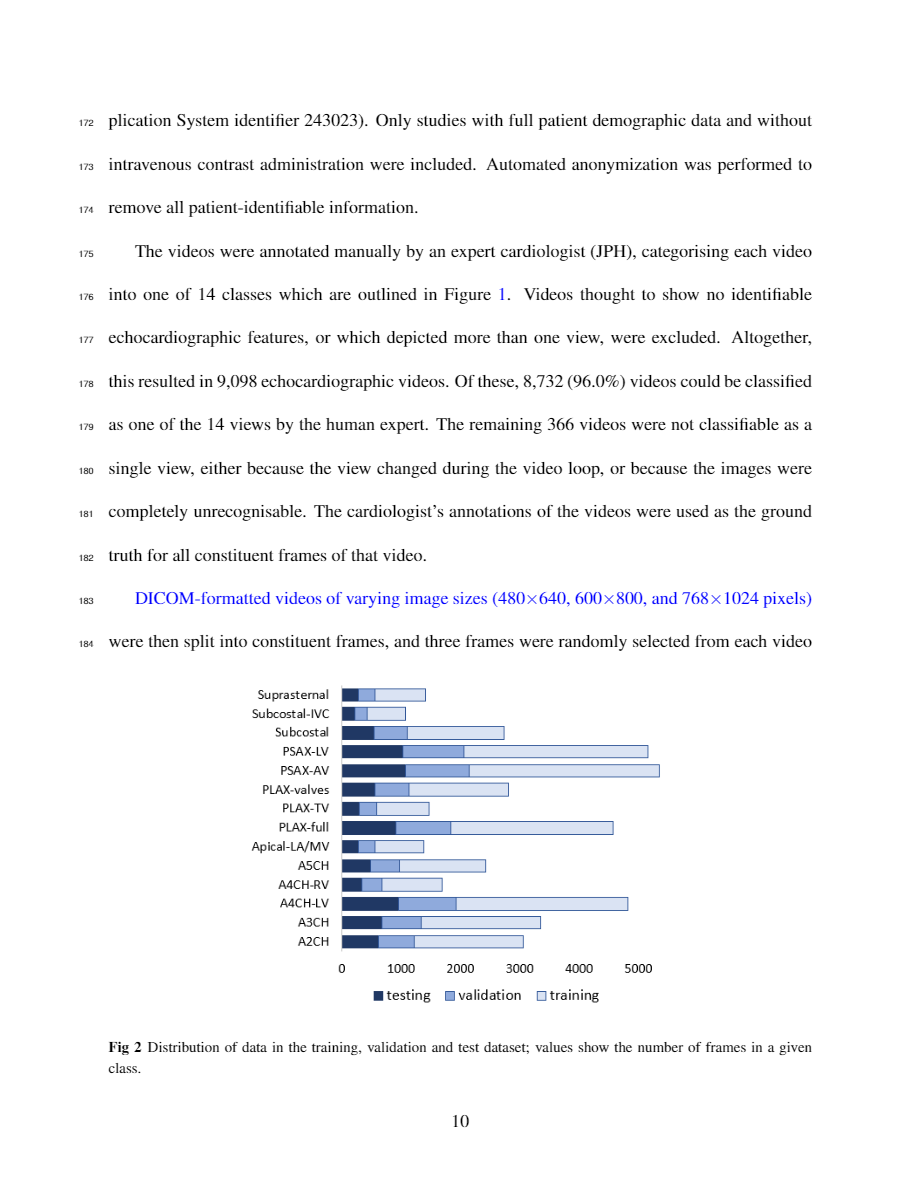 172 plication System identifier 243023). Only studies with full patient demographic data and without
173 intravenous contrast administration were included. Automated anonymization was performed to
174 remove all patient-identifiable information.
175 The videos were annotated manually by an expert cardiologist (JPH), categorising each video
176 into one of 14 classes which are outlined in Figure 1. Videos thought to show no identifiable
177 echocardiographic features, or which depicted more than one view, were excluded. Altogether,
178 this resulted in 9,098 echocardiographic videos. Of these, 8,732 (96.0%) videos could be classified
179 as one of the 14 views by the human expert. The remaining 366 videos were not classifiable as a
180 single view, either because the view changed during the video loop, or because the images were
181 completely unrecognisable. The cardiologist's annotations of the videos were used as the ground
182 truth for all constituent frames of that video.
183 DICOM-formatted videos of varying image sizes (480×640, 600×800, and 768×1024 pixels)
184 were then split into constituent frames, and three frames were randomly selected from each video
Suprasternal
Subcostal-IVC
Subcostal
PSAX-LV
PSAX-AV
PLAX-valves
PLAX-TV
PLAX-full
Apical-LA/MV
A5CH
A4CH-RV
A4CH-LV
A3CH
A2CH
0 1000 2000 3000 4000 5000
testing validation training
Fig 2 Distribution of data in the training, validation and test dataset; values show the number of frames in a given
class.
10